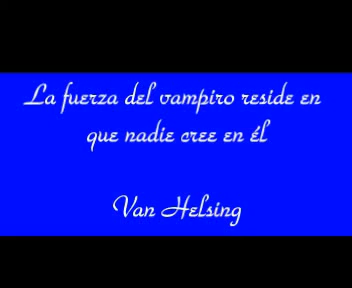 La fuerza del vampiro reside en
que nadie cree en él
Van Helsing